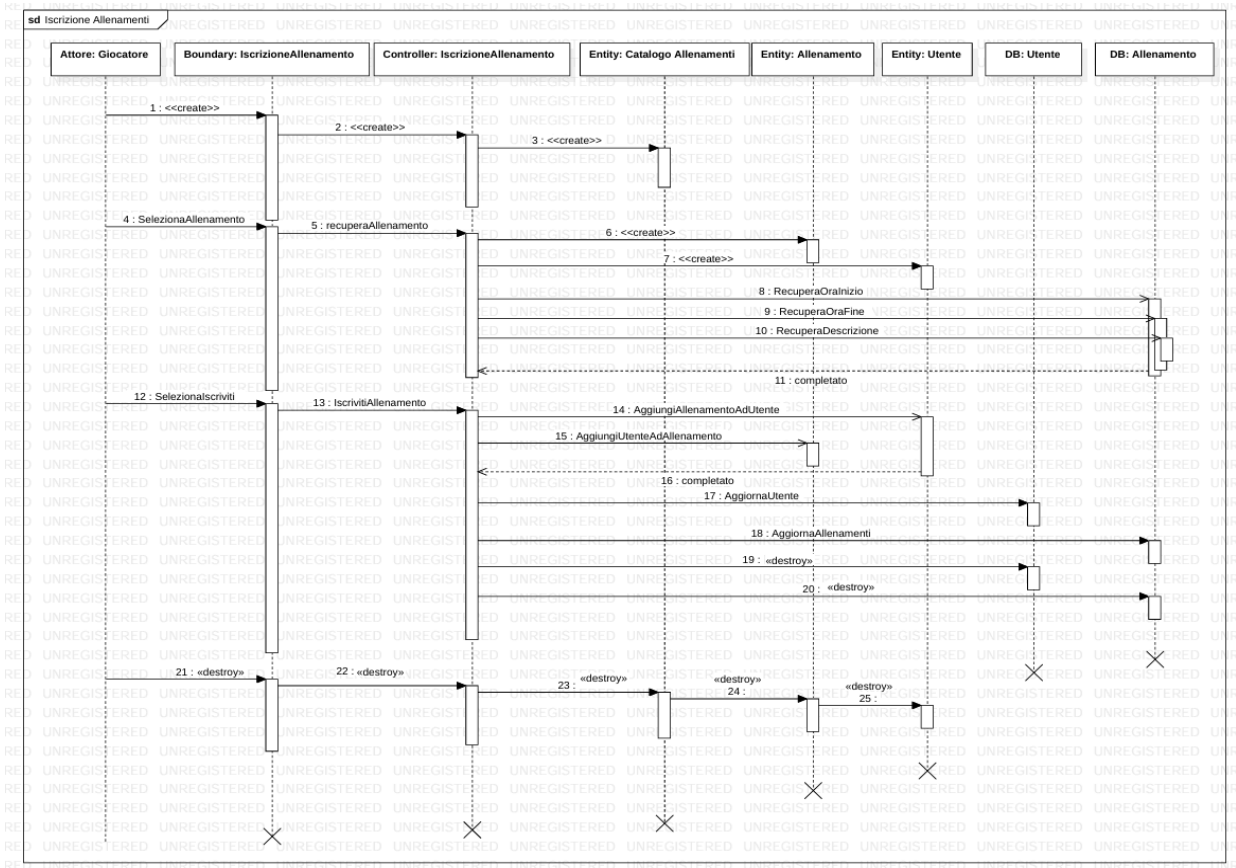 sd Iscrizione Allenamenti
Attore: Giocatore
Boundary: IscrizioneAllenamento
Controller: IscrizioneAllenamento
Entity: Catalogo Allenamenti
Entity: Allenamento
Entity: Utente
DB: Utente
DB: Allenamento
1 : <<create>>
2 : <<create>>
3 : <<create>>
4 : SelezionaAllenamento
5 : recuperaAllenamento
6 : <<create>>
7 : <<create>>
8 : RecuperaOraInizio
9 : RecuperaOraFine
10 : RecuperaDescrizione
11 : completato
12 : SelezionaIscriviti
13 : IscrivitiAllenamento
14 : AggiungiAllenamentoAdUtente
15 : AggiungiUtenteAdAllenamento
16 : completato
17 : AggiornaUtente
18 : AggiornaAllenamenti
19 : «destroy»
20 : «destroy»
21 : «destroy»
22 : «destroy»
23 : «destroy»
«destroy»
24 :
«destroy»
25 :
UNREGISTERED